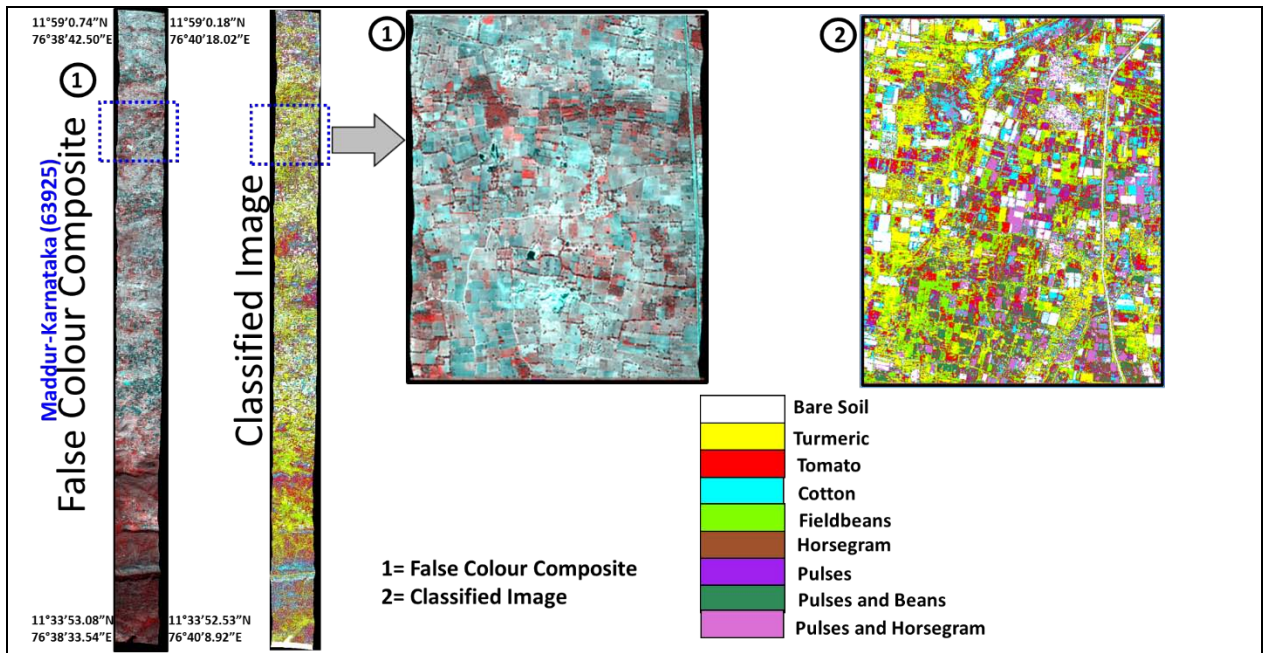 11°59’0.74”N
76°38’42.50”E
11°59’0.18”N
76°40’18.02”E
1
Maddur-Karnataka (63925)
False Colour Composite
Classified Image
11°33’53.08”N
76°38’33.54”E
11°33’52.53”N
76°40’8.92”E
1
2
Bare Soil
Turmeric
Tomato
Cotton
Fieldbeans
Horsegram
Pulses
Pulses and Beans
Pulses and Horsegram
1= False Colour Composite
2= Classified Image